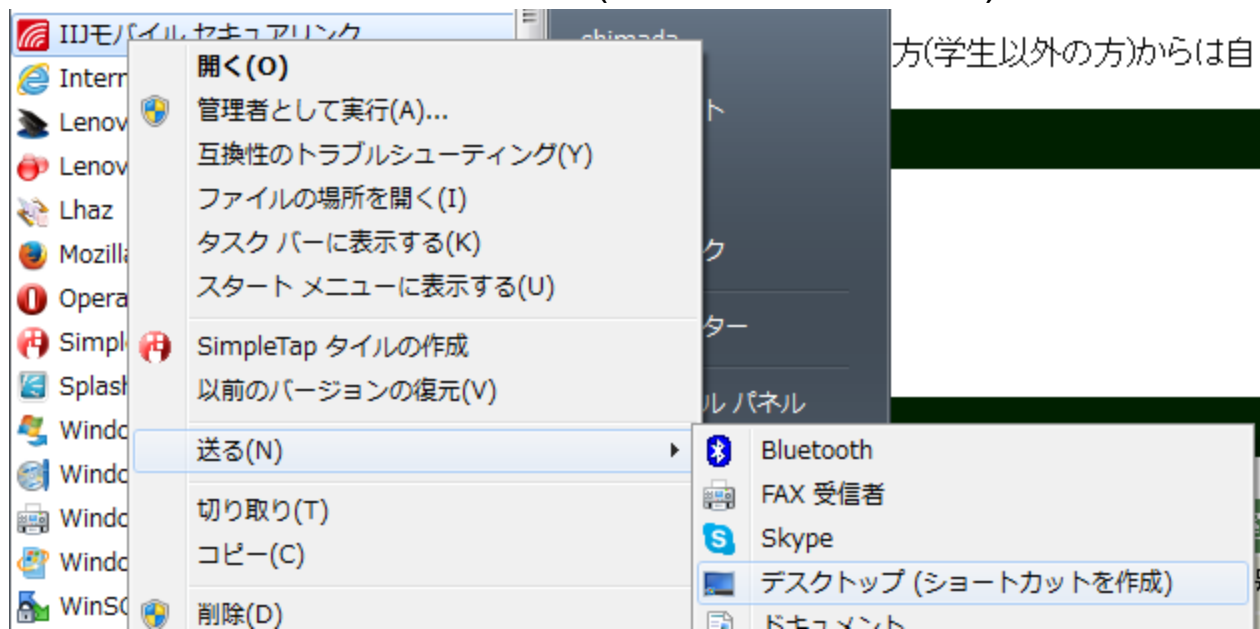 IIJモバイル セキュアリンク
Intern
Lenov
Lenov
Lhaz
Mozilla
Opera
Simpl
Splash
Windo
Windo
Windo
Windo
WinSC
開く(O)
管理者として実行(A)...
互換性のトラブルシューティング(Y)
ファイルの場所を開く(I)
タスク バーに表示する(K)
スタート メニューに表示する(U)
SimpleTap タイルの作成
以前のバージョンの復元(V)
送る(N)
切り取り(T)
コピー(C)
削除(D)
shimada
ト
ク
ター
ル パネル
Bluetooth
FAX 受信者
Skype
デスクトップ (ショートカットを作成)
ドキュメント
方(学生以外の方)からは自